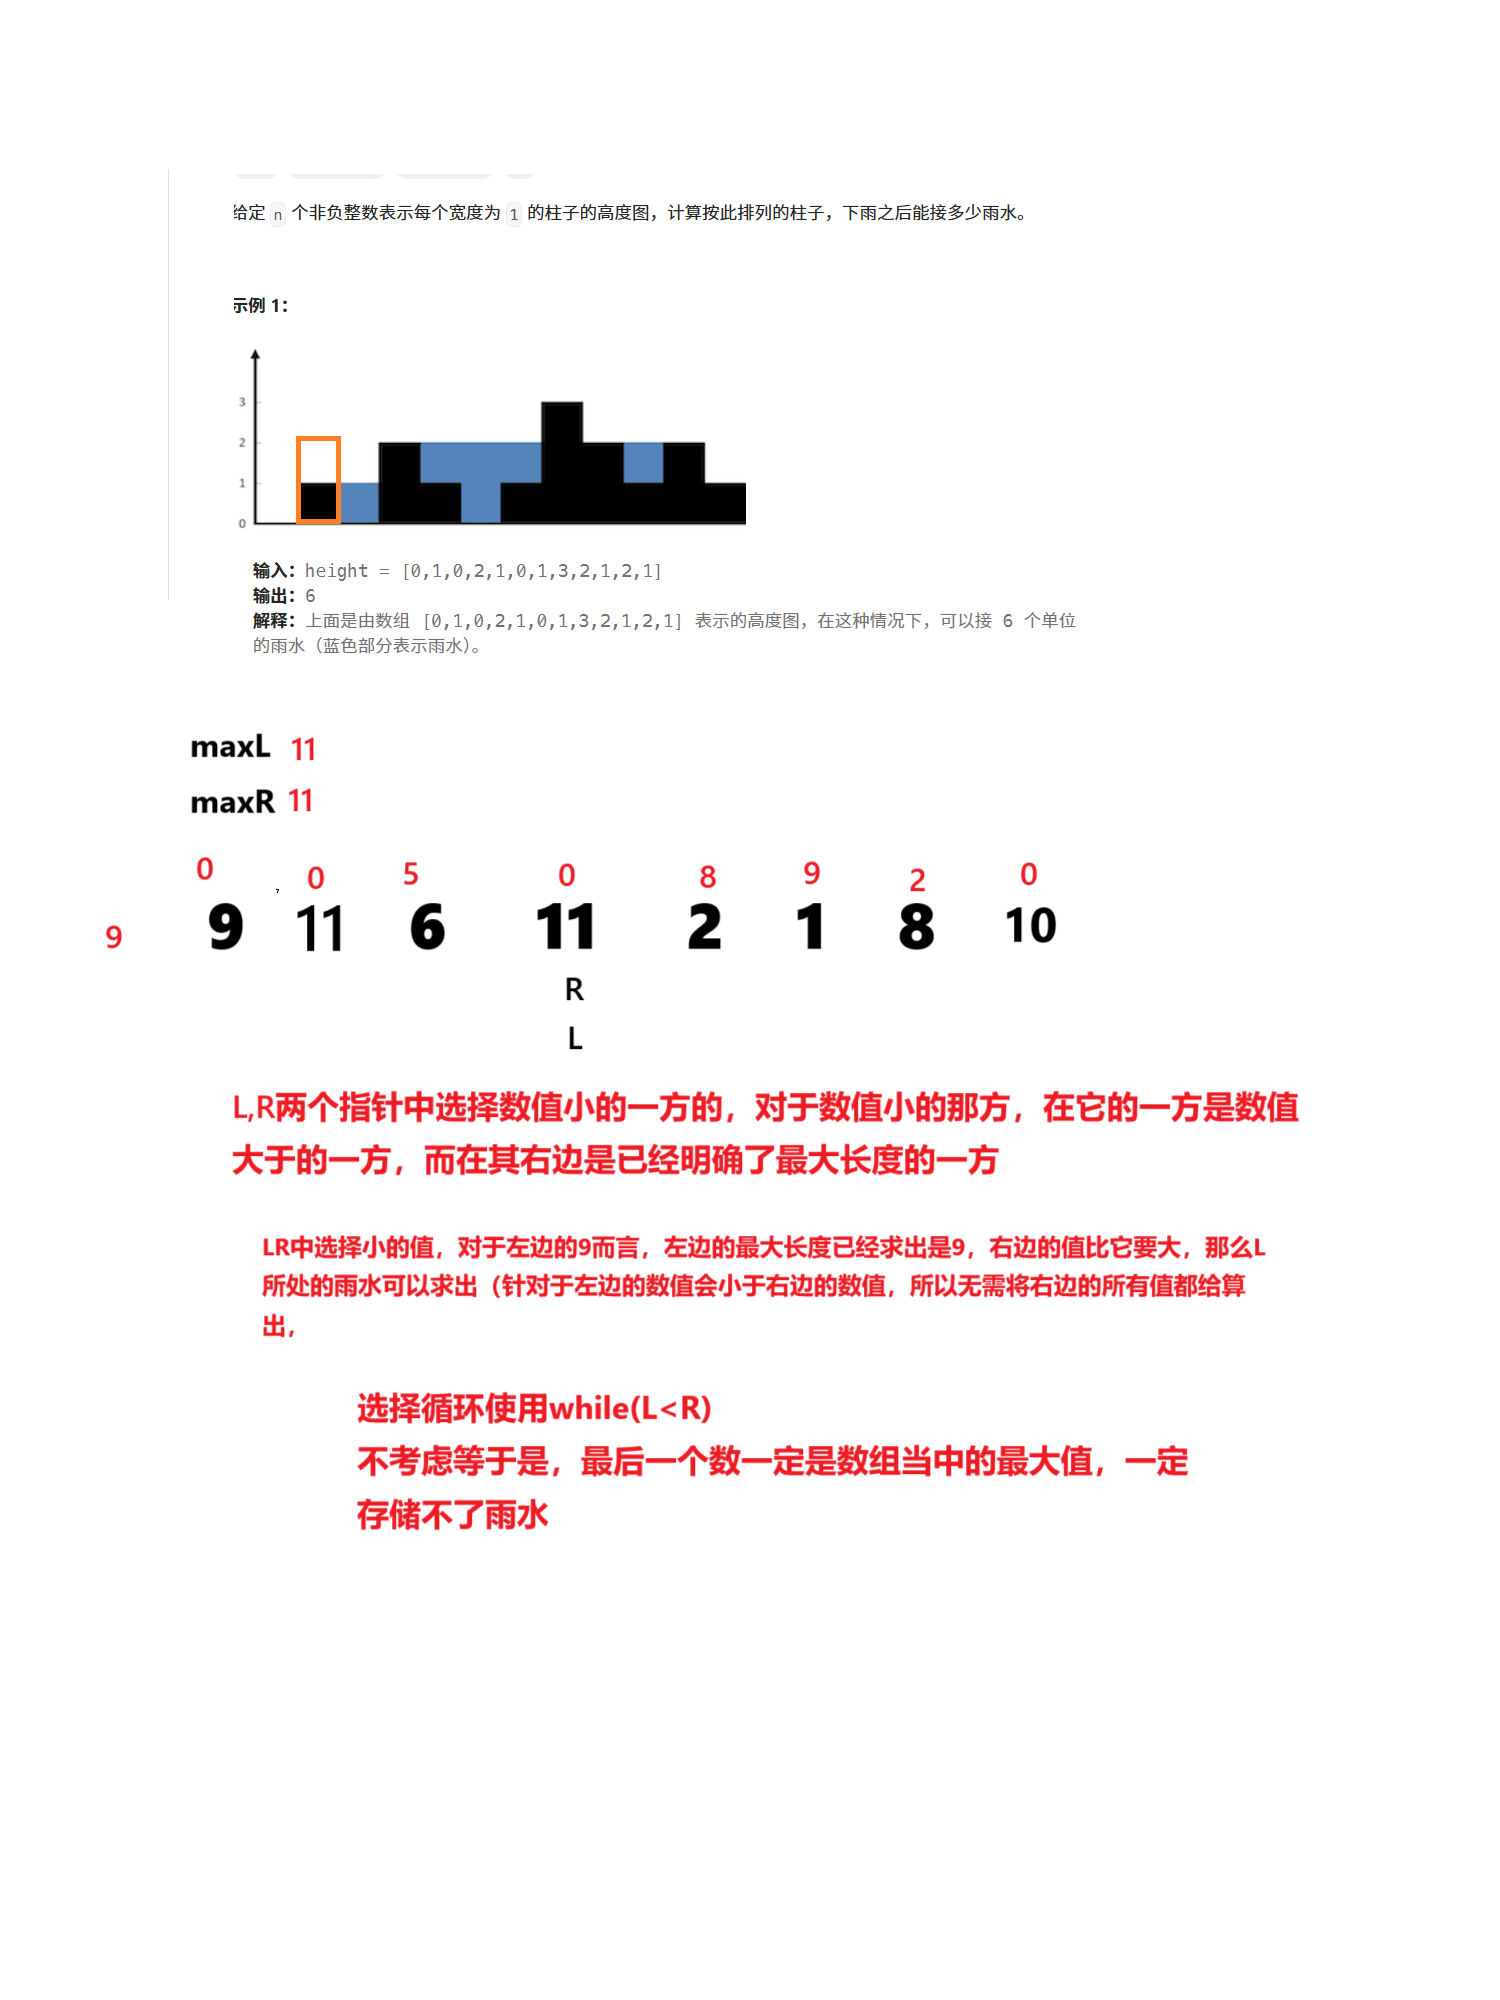 给定 n 个非负整数表示每个宽度为 1 的柱子的高度图，计算按此排列的柱子，下雨之后能接多少雨水。
示例 1：
3
2
1
0
输入：height = [0,1,0,2,1,0,1,3,2,1,2,1]
输出：6
解释：上面是由数组 [0,1,0,2,1,0,1,3,2,1,2,1] 表示的高度图，在这种情况下，可以接 6 个单位
的雨水（蓝色部分表示雨水）。
maxL 11
maxR 11
0 0 5 0 8 9 2 0
9 9 11 6 11 2 1 8 10
R
L
L,R两个指针中选择数值小的一方的，对于数值小的那方，在它的一方是数值
大于的一方，而在其右边是已经明确了最大长度的一方
LR中选择小的值，对于左边的9而言，左边的最大长度已经求出是9，右边的值比它要大，那么L
所处的雨水可以求出（针对于左边的数值会小于右边的数值，所以无需将右边的所有值都给算
出，
选择循环使用while(L<R)
不考虑等于是，最后一个数一定是数组当中的最大值，一定
存储不了雨水